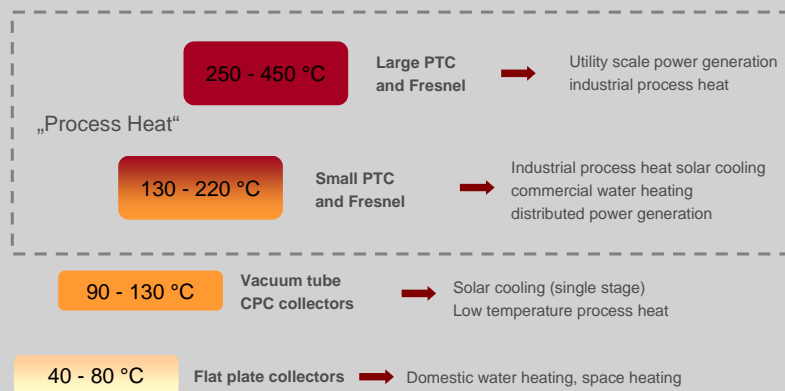 250 - 450 °C
Large PTC
and Fresnel
Utility scale power generation
industrial process heat
„Process Heat“
130 - 220 °C
Small PTC
and Fresnel
Industrial process heat solar cooling
commercial water heating
distributed power generation
90 - 130 °C
Vacuum tube
CPC collectors
Solar cooling (single stage)
Low temperature process heat
40 - 80 °C
Flat plate collectors
Domestic water heating, space heating